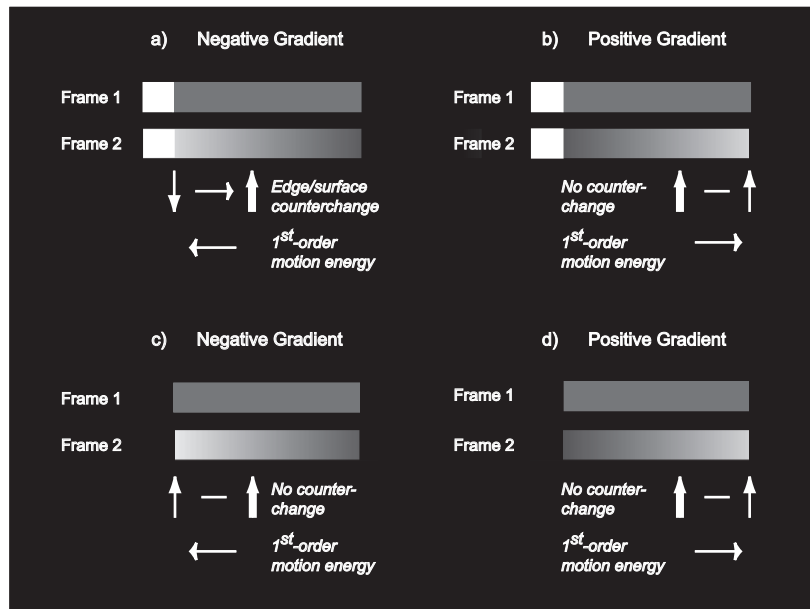 a) Negative Gradient
Frame 1
Frame 2
Edge/surface
counterchange
1st-order
motion energy
b) Positive Gradient
Frame 1
Frame 2
No counter-
change
1st-order
motion energy
c) Negative Gradient
Frame 1
Frame 2
No counter-
change
1st-order
motion energy
d) Positive Gradient
Frame 1
Frame 2
No counter-
change
1st-order
motion energy